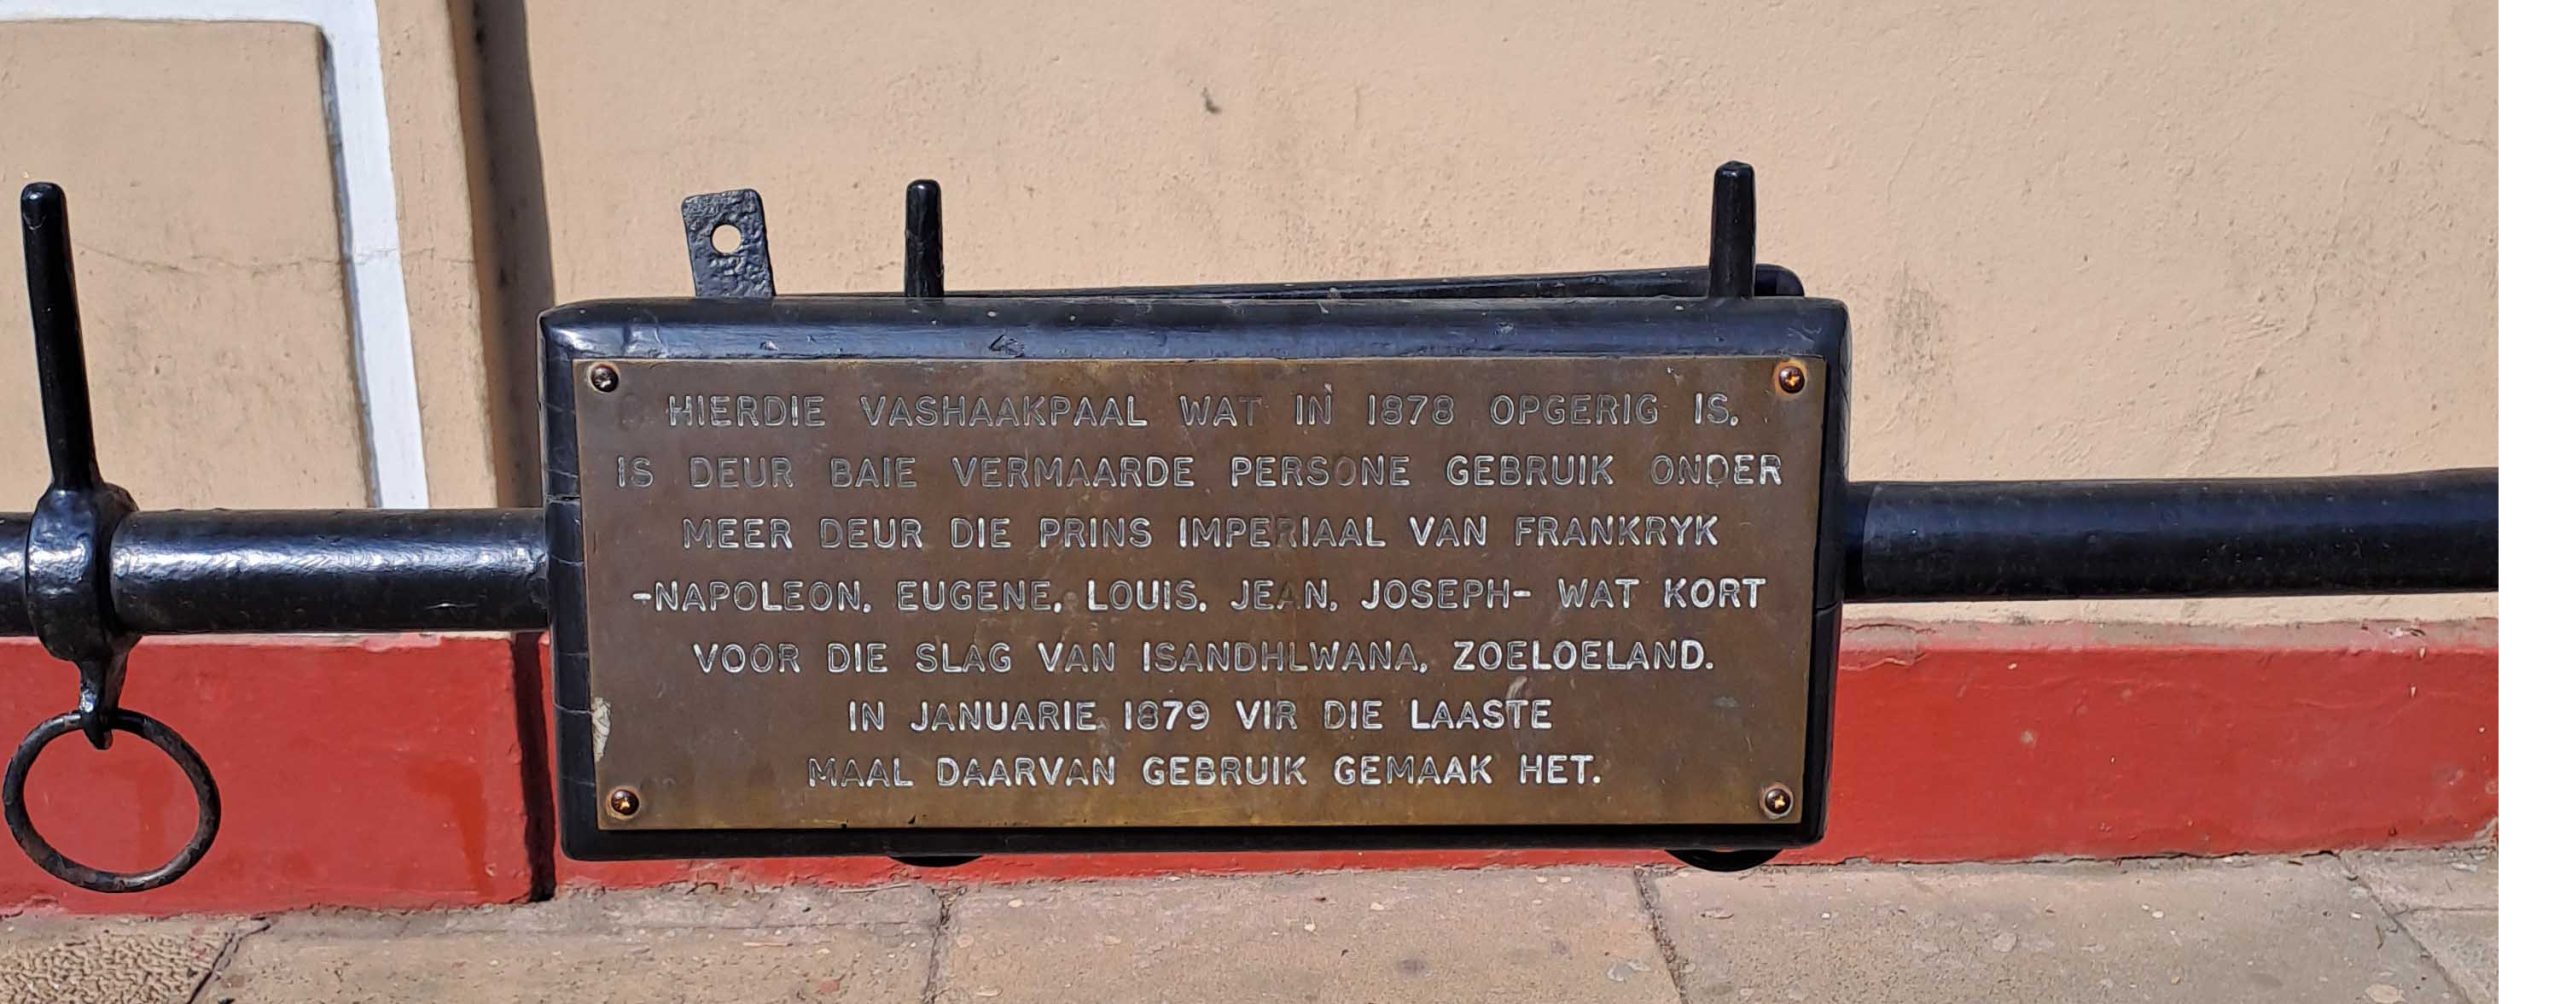 HIERDIE VASHAAKPAAL WAT IN 1878 OPGERIG IS.
IS DEUR BAIE VERMAARDE PERSONE GEBRUIK ONDER
MEER DEUR DIE PRINS IMPERIAAL VAN FRANKRYK
-NAPOLEON, EUGENE, LOUIS, JEAN, JOSEPH- WAT KORT
VOOR DIE SLAG VAN ISANDHLWANA, ZOELOELAND.
IN JANUARIE 1879 VIR DIE LAASTE
MAAL DAARVAN GEBRUIK GEMAAK HET.